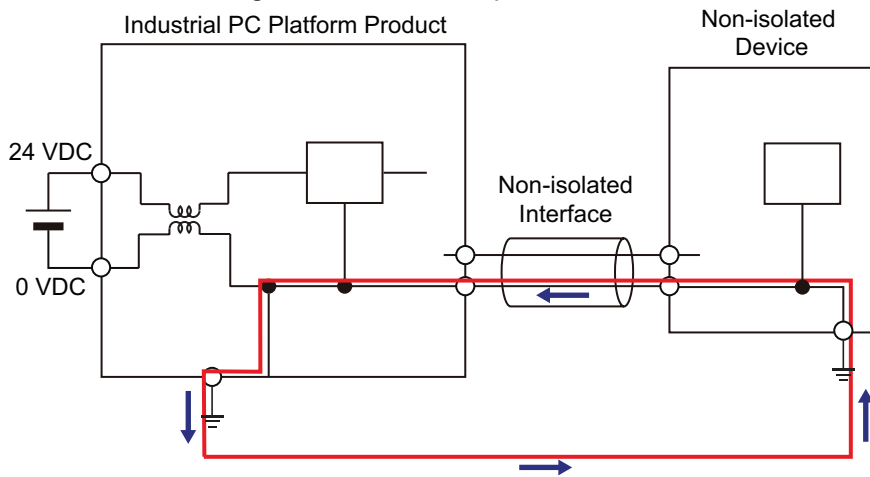 Industrial PC Platform Product
Non-isolated
Device
24 VDC
Non-isolated
Interface
0 VDC